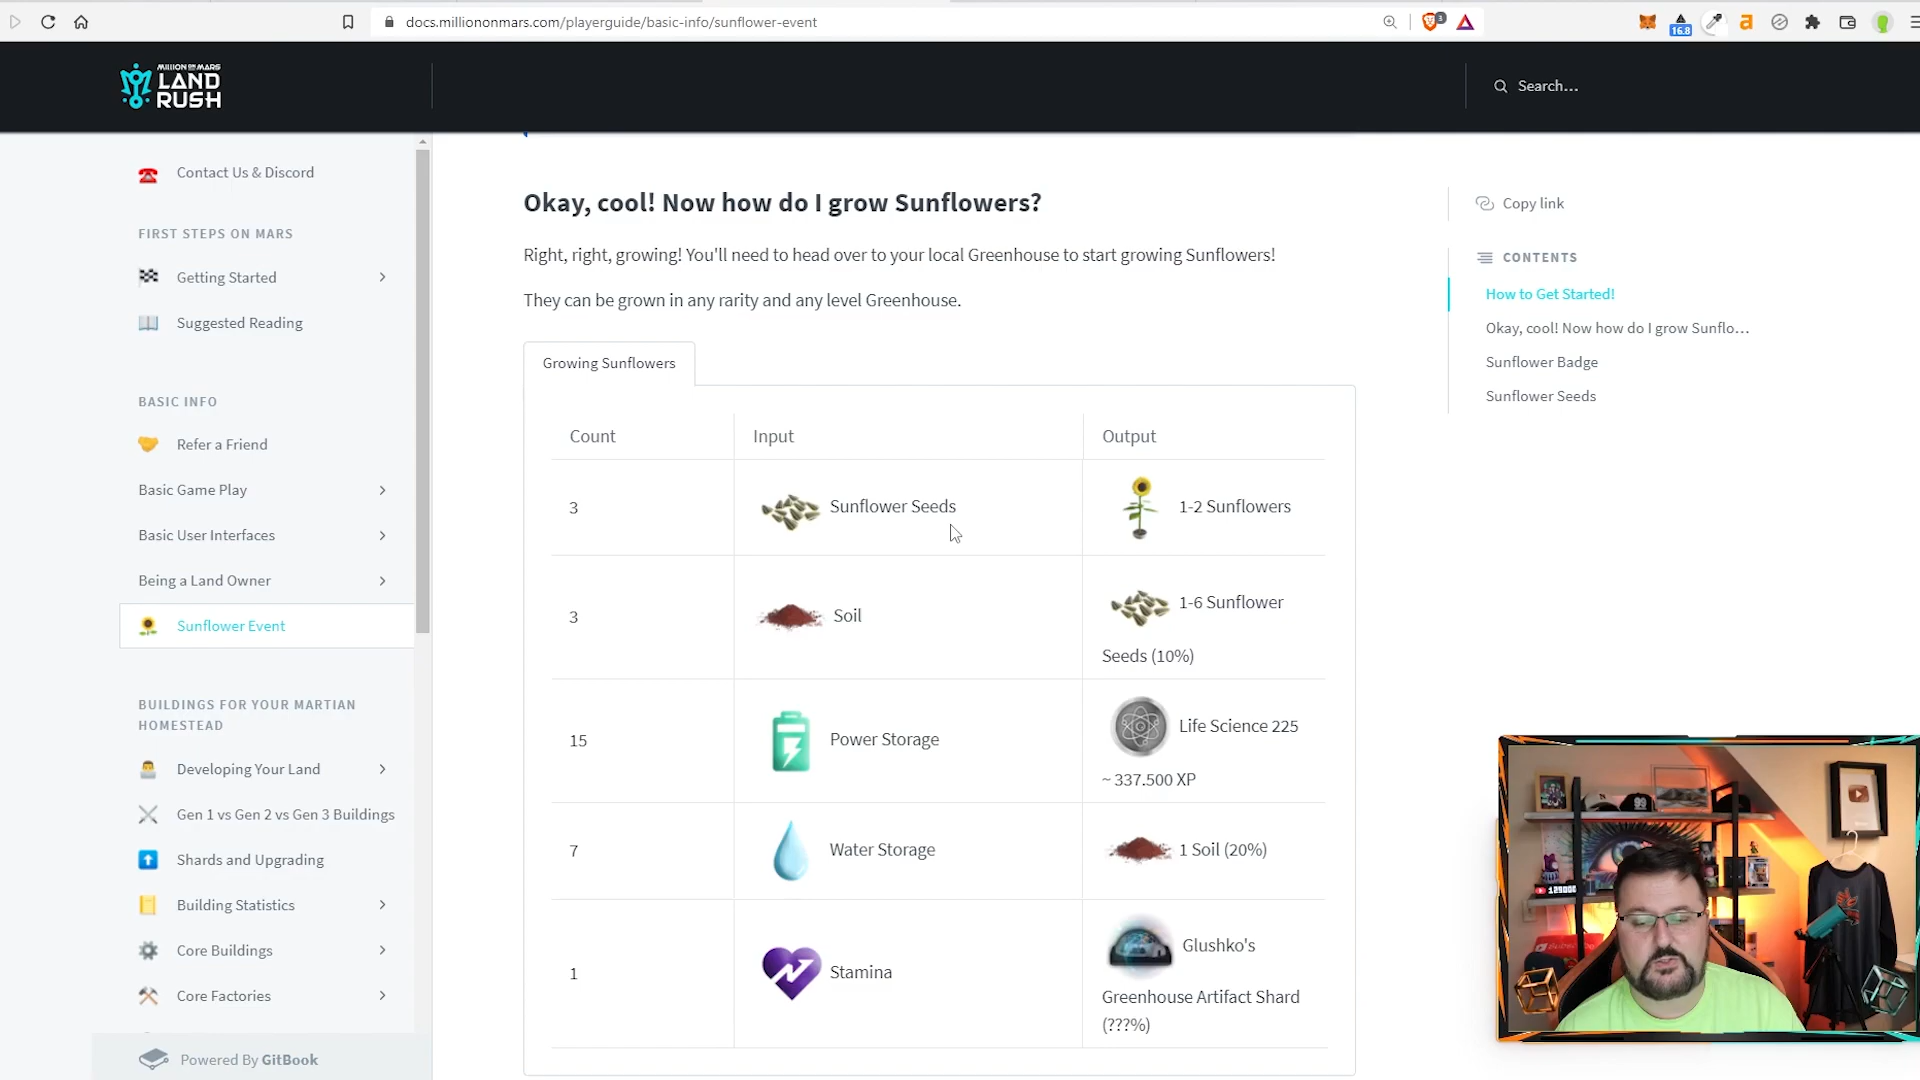 docs.milliononmars.com/playerguide/basic-info/sunflower-event
3
16.8
MILLION ON MARS
LAND
RUSH
Search...
Contact Us & Discord
FIRST STEPS ON MARS
Getting Started
Suggested Reading
BASIC INFO
Refer a Friend
Basic Game Play
Basic User Interfaces
Being a Land Owner
Sunflower Event
BUILDINGS FOR YOUR MARTIAN
HOMESTEAD
Developing Your Land
Gen 1 vs Gen 2 vs Gen 3 Buildings
Shards and Upgrading
Building Statistics
Core Buildings
Core Factories
Powered By GitBook
Okay, cool! Now how do I grow Sunflowers?
Right, right, growing! You'll need to head over to your local Greenhouse to start growing Sunflowers!
They can be grown in any rarity and any level Greenhouse.
Growing Sunflowers
Count Input Output
3 Sunflower Seeds 1-2 Sunflowers
3 Soil 1-6 Sunflower
Seeds (10%)
15 Power Storage Life Science 225
~ 337.500 XP
7 Water Storage 1 Soil (20%)
1 Stamina Glushko's
Greenhouse Artifact Shard
(???%)
Copy link
CONTENTS
How to Get Started!
Okay, cool! Now how do I grow Sunflo...
Sunflower Badge
Sunflower Seeds